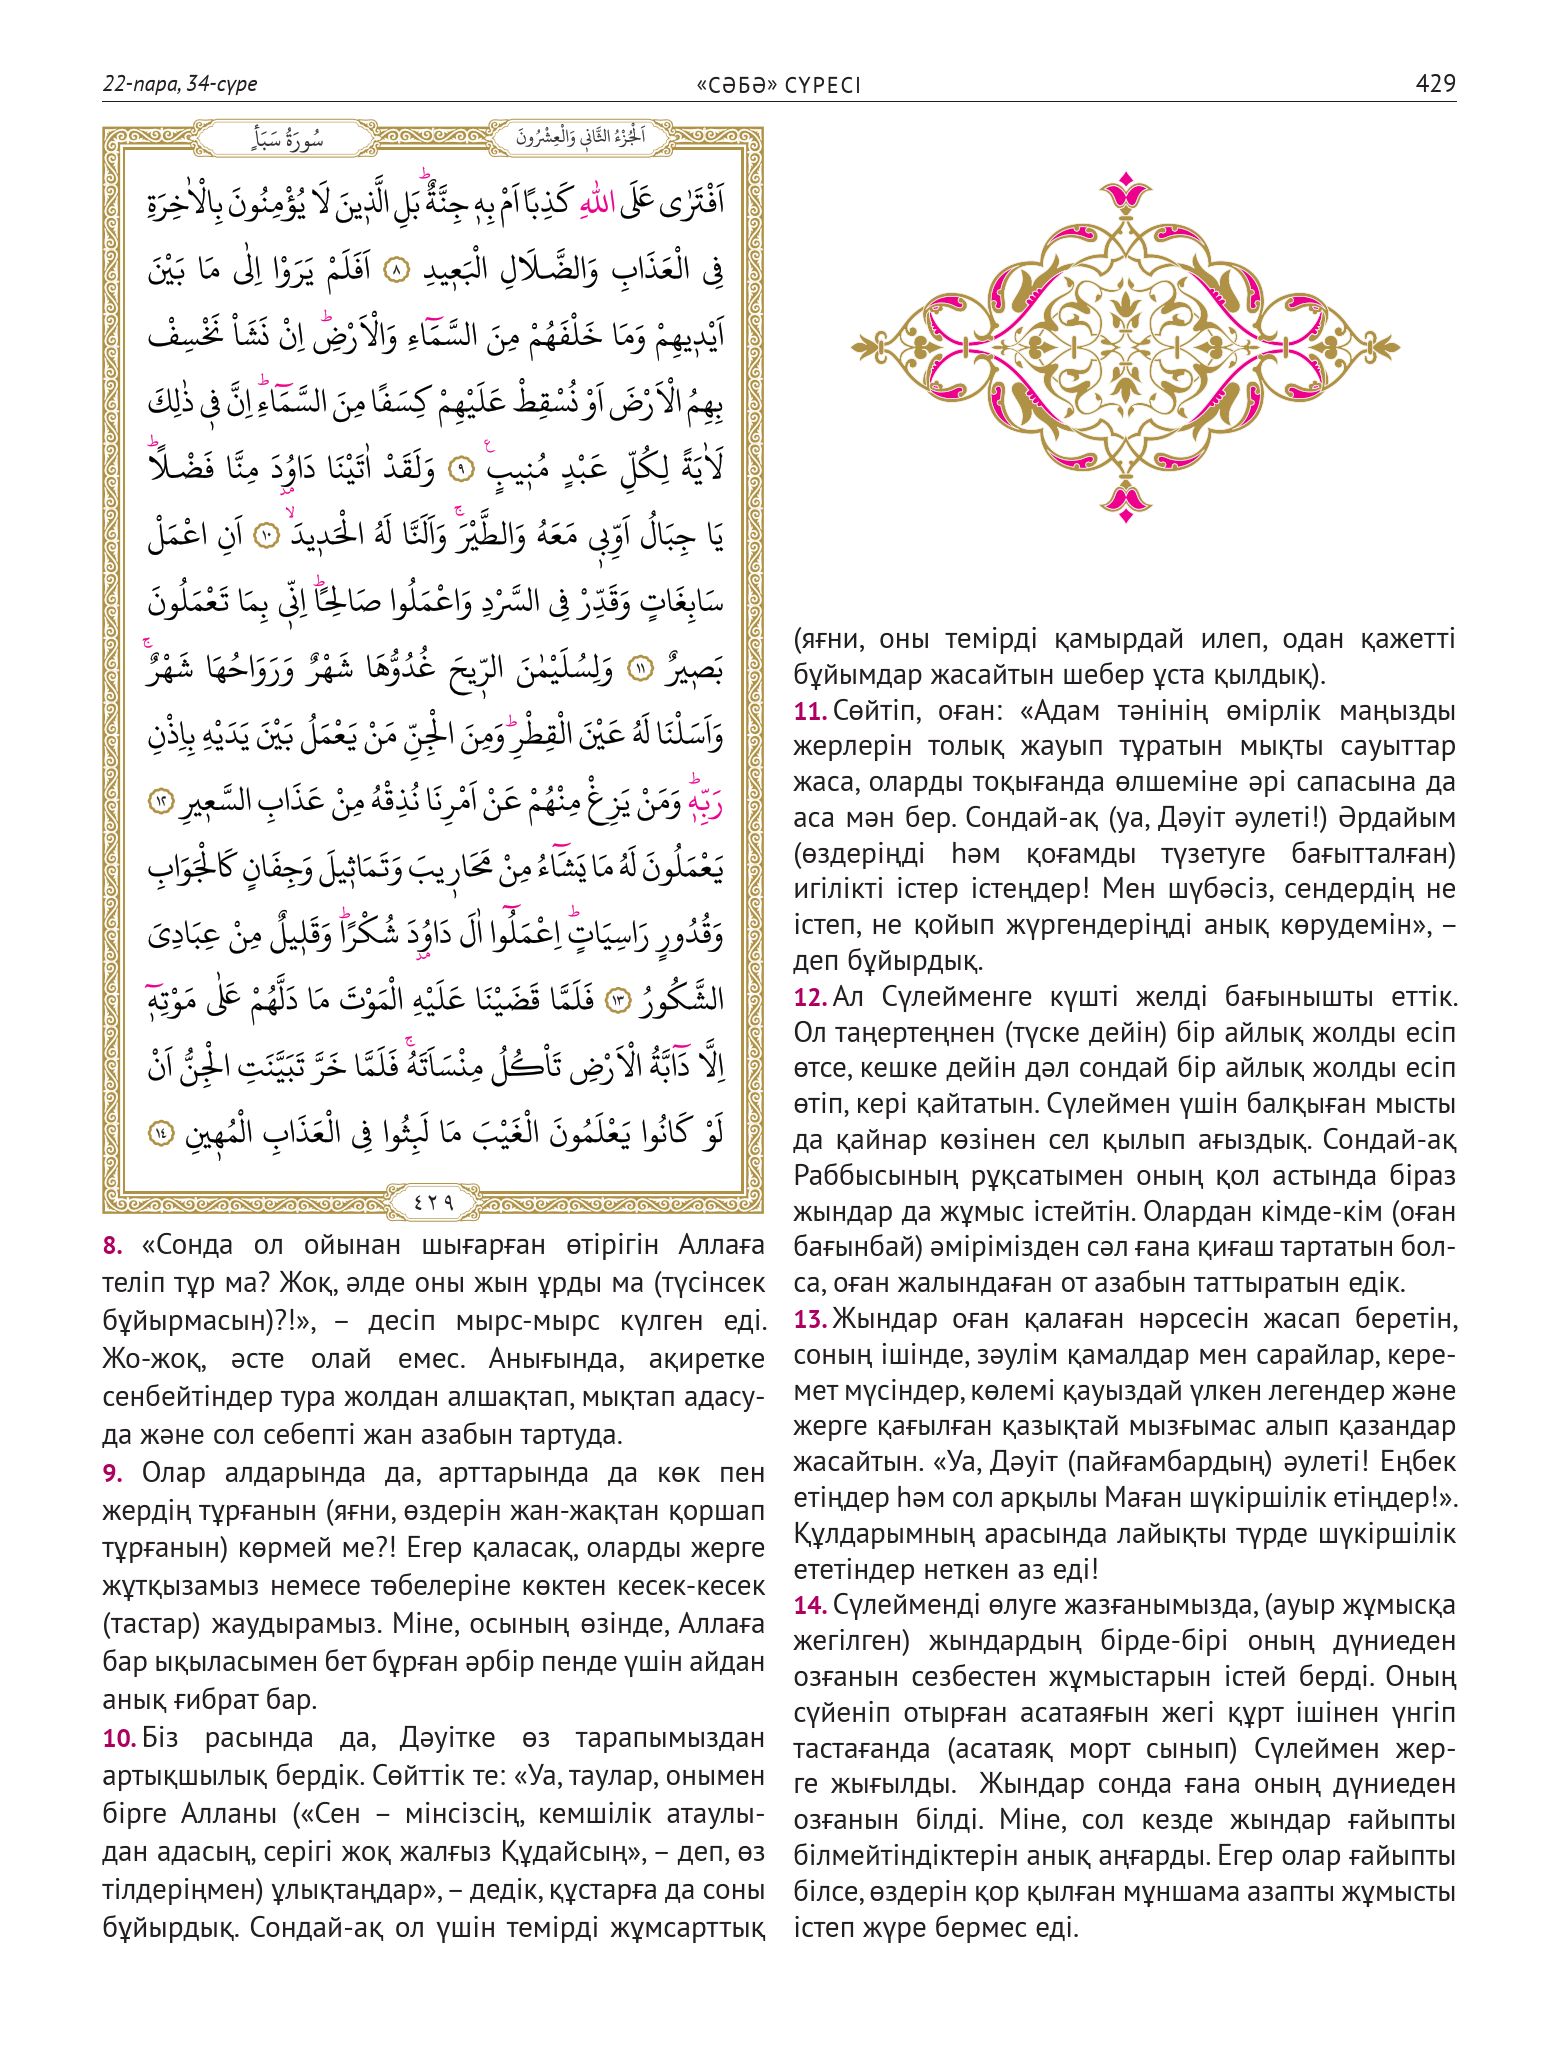 22-пара, 34-сүре
«СӘБӘ» СҮРЕСІ
429
اَلْجُزْءُ الثَّانٖي وَالْعِشْرُونَ
سُورَةُ سَبَأٍ
اَفْتَرٰى عَلَى اللّٰهِ كَذِبًا اَمْ بِهٖ جِنَّةٌۜ بَلِ الَّذٖينَ لَا يُؤْمِنُونَ بِالْاٰخِرَةِ
فِى الْعَذَابِ وَالضَّلَالِ الْبَعٖيدِ ﴿٨﴾ اَفَلَمْ يَرَوْا اِلٰى مَا بَيْنَ
اَيْدٖيهِمْ وَمَا خَلْفَهُمْ مِنَ السَّمَٓاءِ وَالْاَرْضِۜ اِنْ نَشَأْ نَخْسِفْ
بِهِمُ الْاَرْضَ اَوْ نُسْقِطْ عَلَيْهِمْ كِسَفًا مِنَ السَّمَٓاءِۜ اِنَّ فٖي ذٰلِكَ
لَاٰيَةً لِكُلِّ عَبْدٍ مُنٖيبٍ ﴿٩﴾ وَلَقَدْ اٰتَيْنَا دَاوُدَ مِنَّا فَضْلًاۜ
يَا جِبَالُ اَوِّبٖي مَعَهُ وَالطَّيْرَۚ وَاَلَنَّا لَهُ الْحَدٖيدَۙ ﴿١٠﴾ اَنِ اعْمَلْ
سَابِغَاتٍ وَقَدِّرْ فِى السَّرْدِ وَاعْمَلُوا صَالِحًاۜ اِنّٖي بِمَا تَعْمَلُونَ
بَصٖيرٌ ﴿١١﴾ وَلِسُلَيْمٰنَ الرّٖيحَ غُدُوُّهَا شَهْرٌ وَرَوَاحُهَا شَهْرٌۚ
وَاَسَلْنَا لَهُ عَيْنَ الْقِطْرِۜ وَمِنَ الْجِنِّ مَنْ يَعْمَلُ بَيْنَ يَدَيْهِ بِاِذْنِ
رَبِّهٖۜ وَمَنْ يَزِغْ مِنْهُمْ عَنْ اَمْرِنَا نُذِقْهُ مِنْ عَذَابِ السَّعٖيرِ ﴿١٢﴾
يَعْمَلُونَ لَهُ مَا يَشَٓاءُ مِنْ مَحَارٖيبَ وَتَمَاثٖيلَ وَجِفَانٍ كَالْجَوَابِ
وَقُدُورٍ رَاسِيَاتٍۜ اِعْمَلُٓوا اٰلَ دَاوُدَ شُكْرًاۜ وَقَلٖيلٌ مِنْ عِبَادِىَ
الشَّكُورُ ﴿١٣﴾ فَلَمَّا قَضَيْنَا عَلَيْهِ الْمَوْتَ مَا دَلَّهُمْ عَلٰى مَوْتِهٖٓ
اِلَّا دَٓابَّةُ الْاَرْضِ تَأْكُلُ مِنْسَاَتَهُۚ فَلَمَّا خَرَّ تَبَيَّنَتِ الْجِنُّ اَنْ
لَوْ كَانُوا يَعْلَمُونَ الْغَيْبَ مَا لَبِثُوا فِى الْعَذَابِ الْمُهٖينِ ﴿١٤﴾
٤٢٩
8. «Сонда ол ойынан шығарған өтірігін Аллаға
теліп тұр ма? Жоқ, әлде оны жын ұрды ма (түсінсек
бұйырмасын)?!», – десіп мырс-мырс күлген еді.
Жо-жоқ, әсте олай емес. Анығында, ақиретке
сенбейтіндер тура жолдан алшақтап, мықтап адасу-
да және сол себепті жан азабын тартуда.
9. Олар алдарында да, арттарында да көк пен
жердің тұрғанын (яғни, өздерін жан-жақтан қоршап
тұрғанын) көрмей ме?! Егер қаласақ, оларды жерге
жұтқызамыз немесе төбелеріне көктен кесек-кесек
(тастар) жаудырамыз. Міне, осының өзінде, Аллаға
бар ықыласымен бет бұрған әрбір пенде үшін айдан
анық ғибрат бар.
10. Біз расында да, Дәуітке өз тарапымыздан
артықшылық бердік. Сөйттік те: «Уа, таулар, онымен
бірге Алланы («Сен – мінсізсің, кемшілік атаулы-
дан адасың, серігі жоқ жалғыз Құдайсың», – деп, өз
тілдеріңмен) ұлықтаңдар», – дедік, құстарға да соны
бұйырдық. Сондай-ақ ол үшін темірді жұмсарттық
(яғни, оны темірді қамырдай илеп, одан қажетті
бұйымдар жасайтын шебер ұста қылдық).
11. Сөйтіп, оған: «Адам тәнінің өмірлік маңызды
жерлерін толық жауып тұратын мықты сауыттар
жаса, оларды тоқығанда өлшеміне әрі сапасына да
аса мән бер. Сондай-ақ (уа, Дәуіт әулеті!) Әрдайым
(өздеріңді һәм қоғамды түзетуге бағытталған)
игілікті істер істеңдер! Мен шүбәсіз, сендердің не
істеп, не қойып жүргендеріңді анық көрудемін», –
деп бұйырдық.
12. Ал Сүлейменге күшті желді бағынышты еттік.
Ол таңертеңнен (түске дейін) бір айлық жолды есіп
өтсе, кешке дейін дәл сондай бір айлық жолды есіп
өтіп, кері қайтатын. Сүлеймен үшін балқыған мысты
да қайнар көзінен сел қылып ағыздық. Сондай-ақ
Раббысының рұқсатымен оның қол астында біраз
жындар да жұмыс істейтін. Олардан кімде-кім (оған
бағынбай) әмірімізден сәл ғана қиғаш тартатын бол-
са, оған жалындаған от азабын таттыратын едік.
13. Жындар оған қалаған нәрсесін жасап беретін,
соның ішінде, зәулім қамалдар мен сарайлар, кере-
мет мүсіндер, көлемі қауыздай үлкен легендер және
жерге қағылған қазықтай мызғымас алып қазандар
жасайтын. «Уа, Дәуіт (пайғамбардың) әулеті! Еңбек
етіңдер һәм сол арқылы Маған шүкіршілік етіңдер!».
Құлдарымның арасында лайықты түрде шүкіршілік
ететіндер неткен аз еді!
14. Сүлейменді өлуге жазғанымызда, (ауыр жұмысқа
жегілген) жындардың бірде-бірі оның дүниеден
озғанын сезбестен жұмыстарын істей берді. Оның
сүйеніп отырған асатаяғын жегі құрт ішінен үнгіп
тастағанда (асатаяқ морт сынып) Сүлеймен жер-
ге жығылды. Жындар сонда ғана оның дүниеден
озғанын білді. Міне, сол кезде жындар ғайыпты
білмейтіндіктерін анық аңғарды. Егер олар ғайыпты
білсе, өздерін қор қылған мұншама азапты жұмысты
істеп жүре бермес еді.